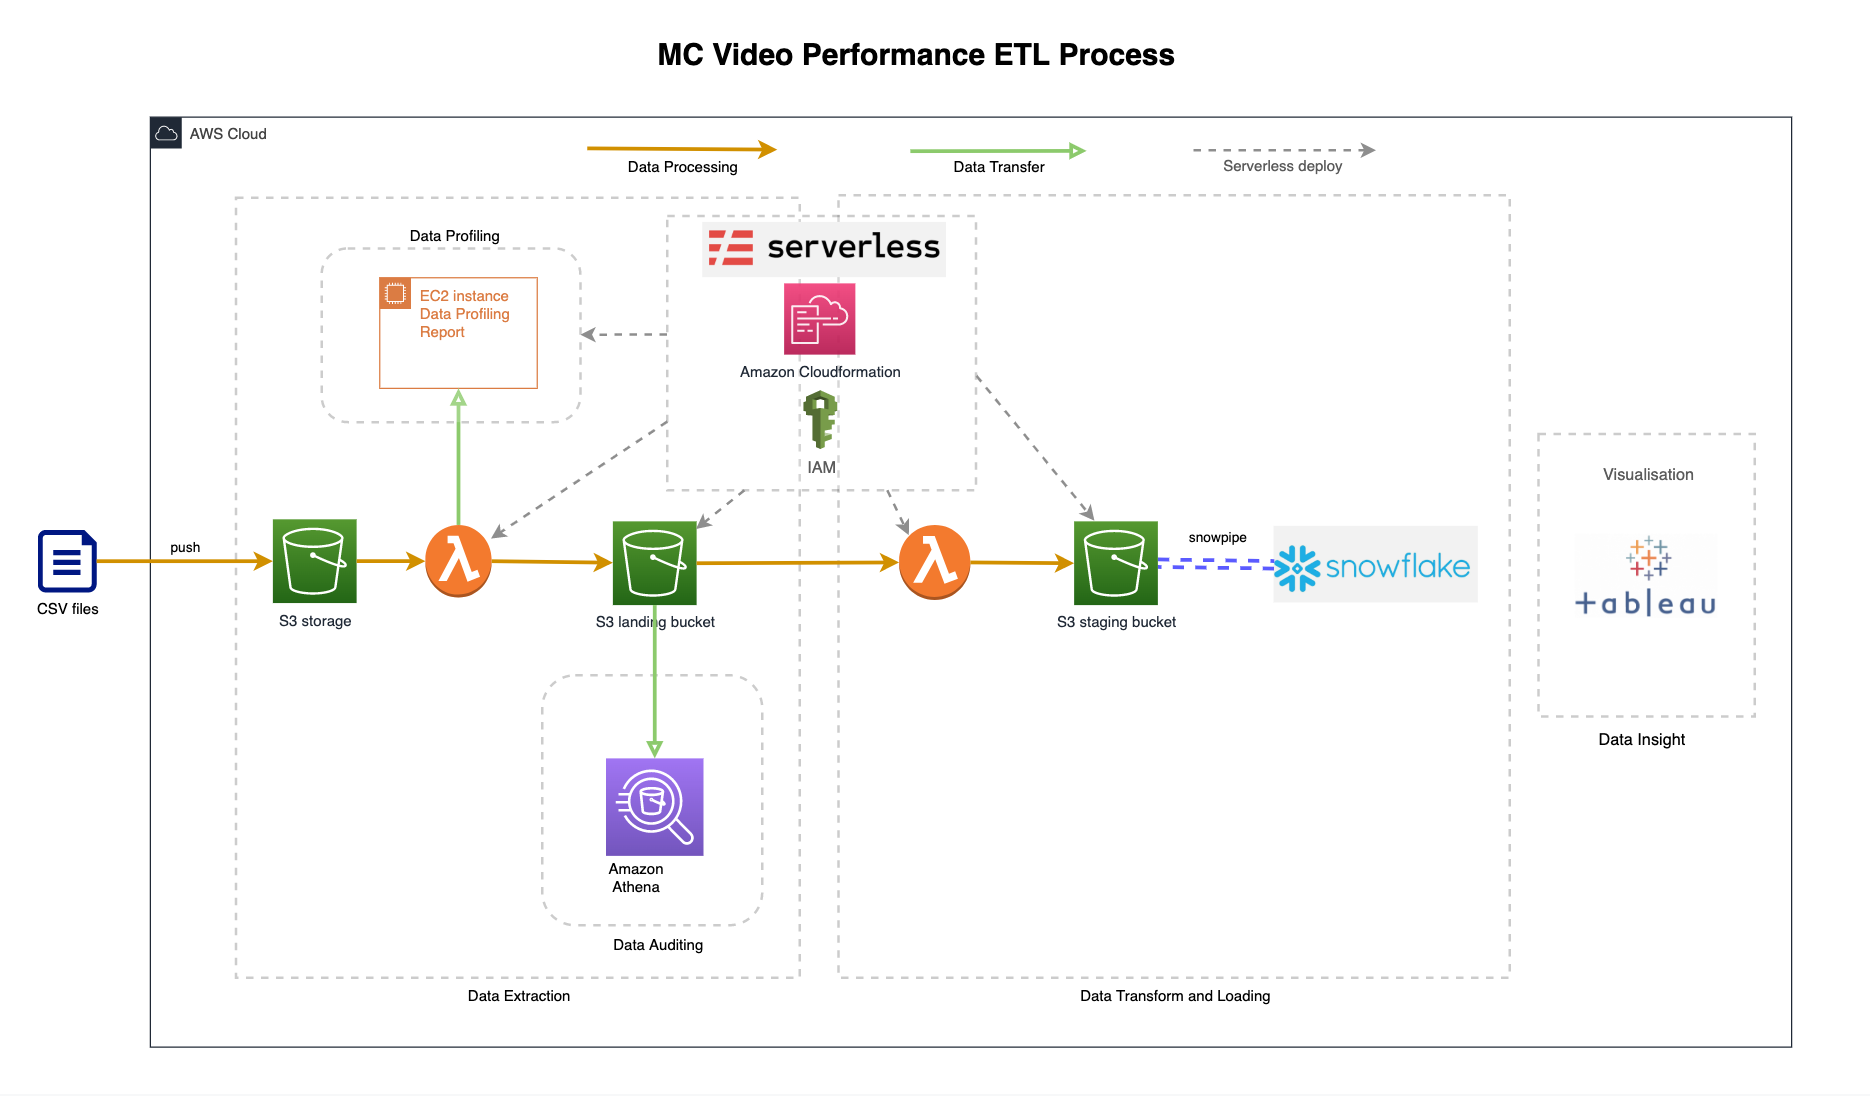 MC Video Performance ETL Process
AWS Cloud
Data Processing
Data Transfer
Serverless deploy
Data Profiling
EC2 instance
Data Profiling
Report
serverless
Amazon Cloudformation
IAM
push
CSV files
S3 storage
S3 landing bucket
S3 staging bucket
snowpipe
snowflake
Visualisation
+ableau
Data Insight
Amazon
Athena
Data Auditing
Data Extraction
Data Transform and Loading